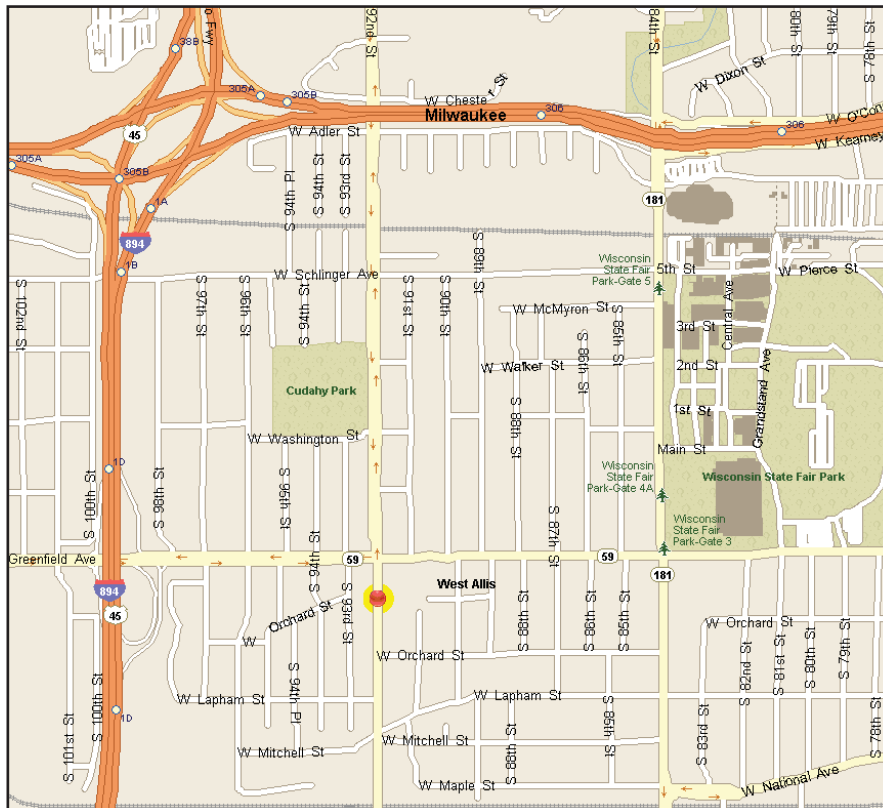 o Fwy
92nd St
84th St
80th St
79th St
S 78th St
38B
W Dixon St
305A
305B
W Cheste
r St
Milwaukee
306
W O'Con
306
W Kearney
45
W Adler St
305A
305B
S 94th Pl
S 94th St
S 93rd St
1A
181
894
S 89th St
Wisconsin
State Fair
Park-Gate 5
1B
W Schlinger Ave
5th St
W Pierce St
S 102nd St
S 97th St
S 96th St
S 94th St
S 91st St
S 90th St
W McMyron St
S 85th St
Central Ave
3rd St
S 86th St
W Walker St
2nd St
Grandstand Ave
Cudahy Park
S 88th St
1st St
W Washington St
Main St
1D
S 100th St
S 98th St
S 95th St
Wisconsin
State Fair
Park-Gate 4A
Wisconsin State Fair Park
S 87th St
Wisconsin
State Fair
Park-Gate 3
Greenfield Ave
S 94th St
59
59
181
894
45
West Allis
S 93rd St
W Orchard St
S 88th St
S 86th St
S 85th St
W Orchard St
W Orchard St
S 82nd St
S 81st St
S 80th St
S 79th St
S 78th St
S 101st St
S 100th St
W Lapham St
S 94th Pl
W Lapham St
1D
S 85th St
S 83rd St
W Mitchell St
W Mitchell St
S 88th St
W Maple St
W National Ave